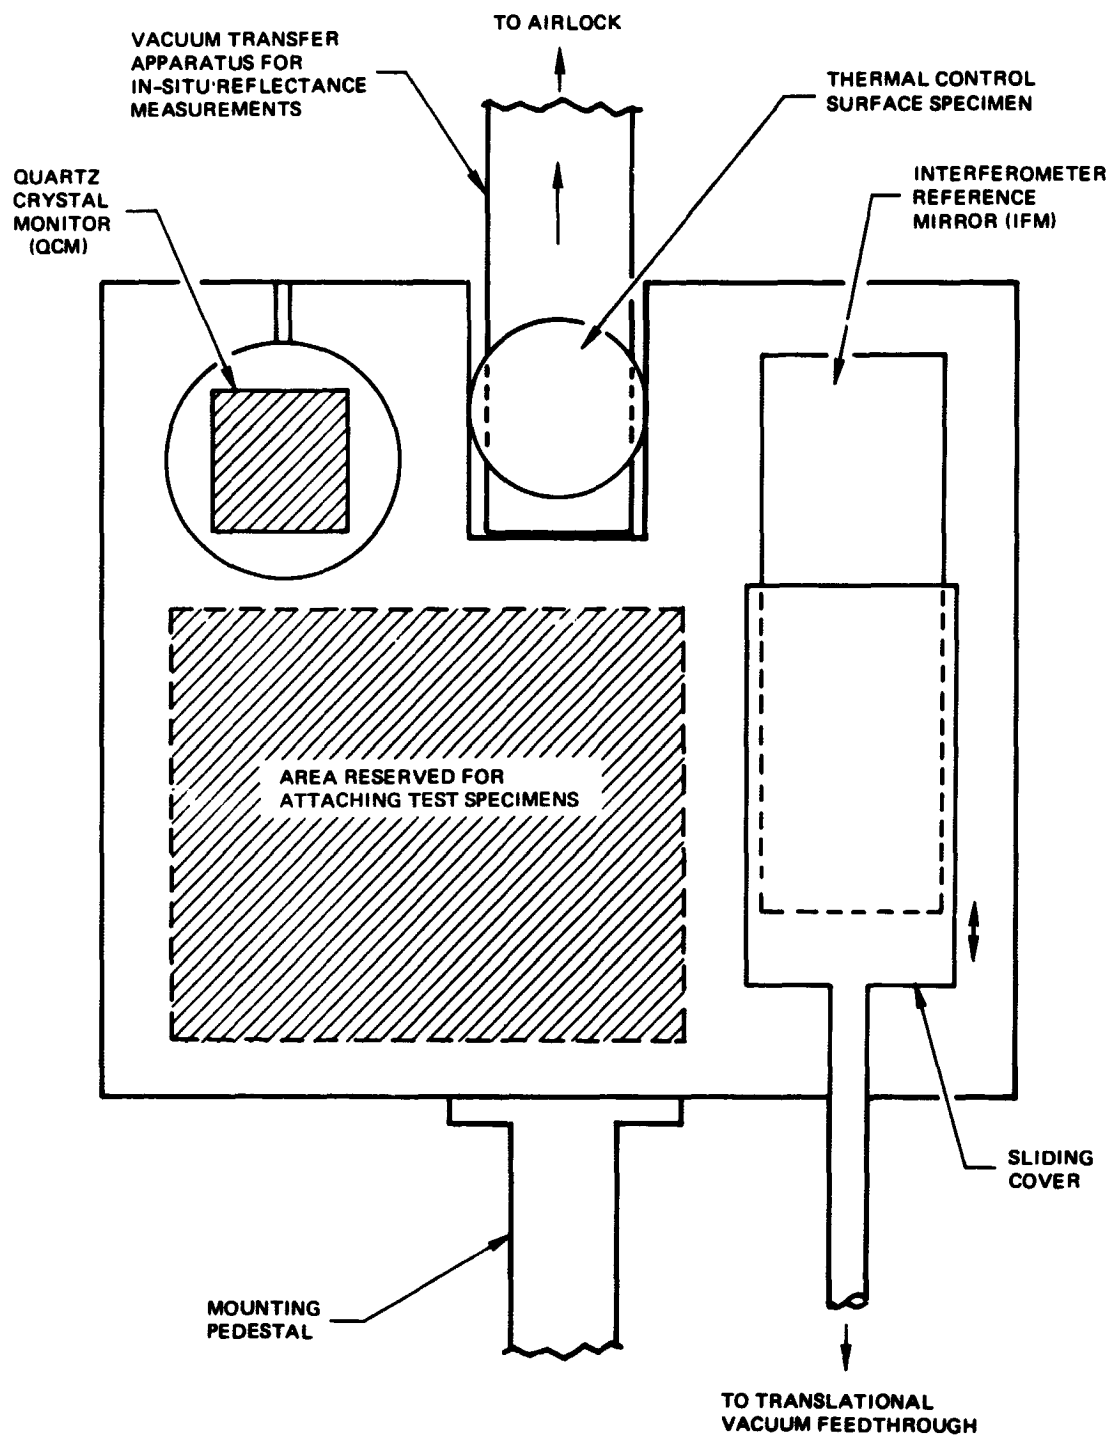 TO AIRLOCK
VACUUM TRANSFER
APPARATUS FOR
IN-SITU REFLECTANCE
MEASUREMENTS
THERMAL CONTROL
SURFACE SPECIMEN
QUARTZ
CRYSTAL
MONITOR
(QCM)
INTERFEROMETER
REFERENCE
MIRROR (IFM)
AREA RESERVED FOR
ATTACHING TEST SPECIMENS
SLIDING
COVER
MOUNTING
PEDESTAL
TO TRANSLATIONAL
VACUUM FEEDTHROUGH